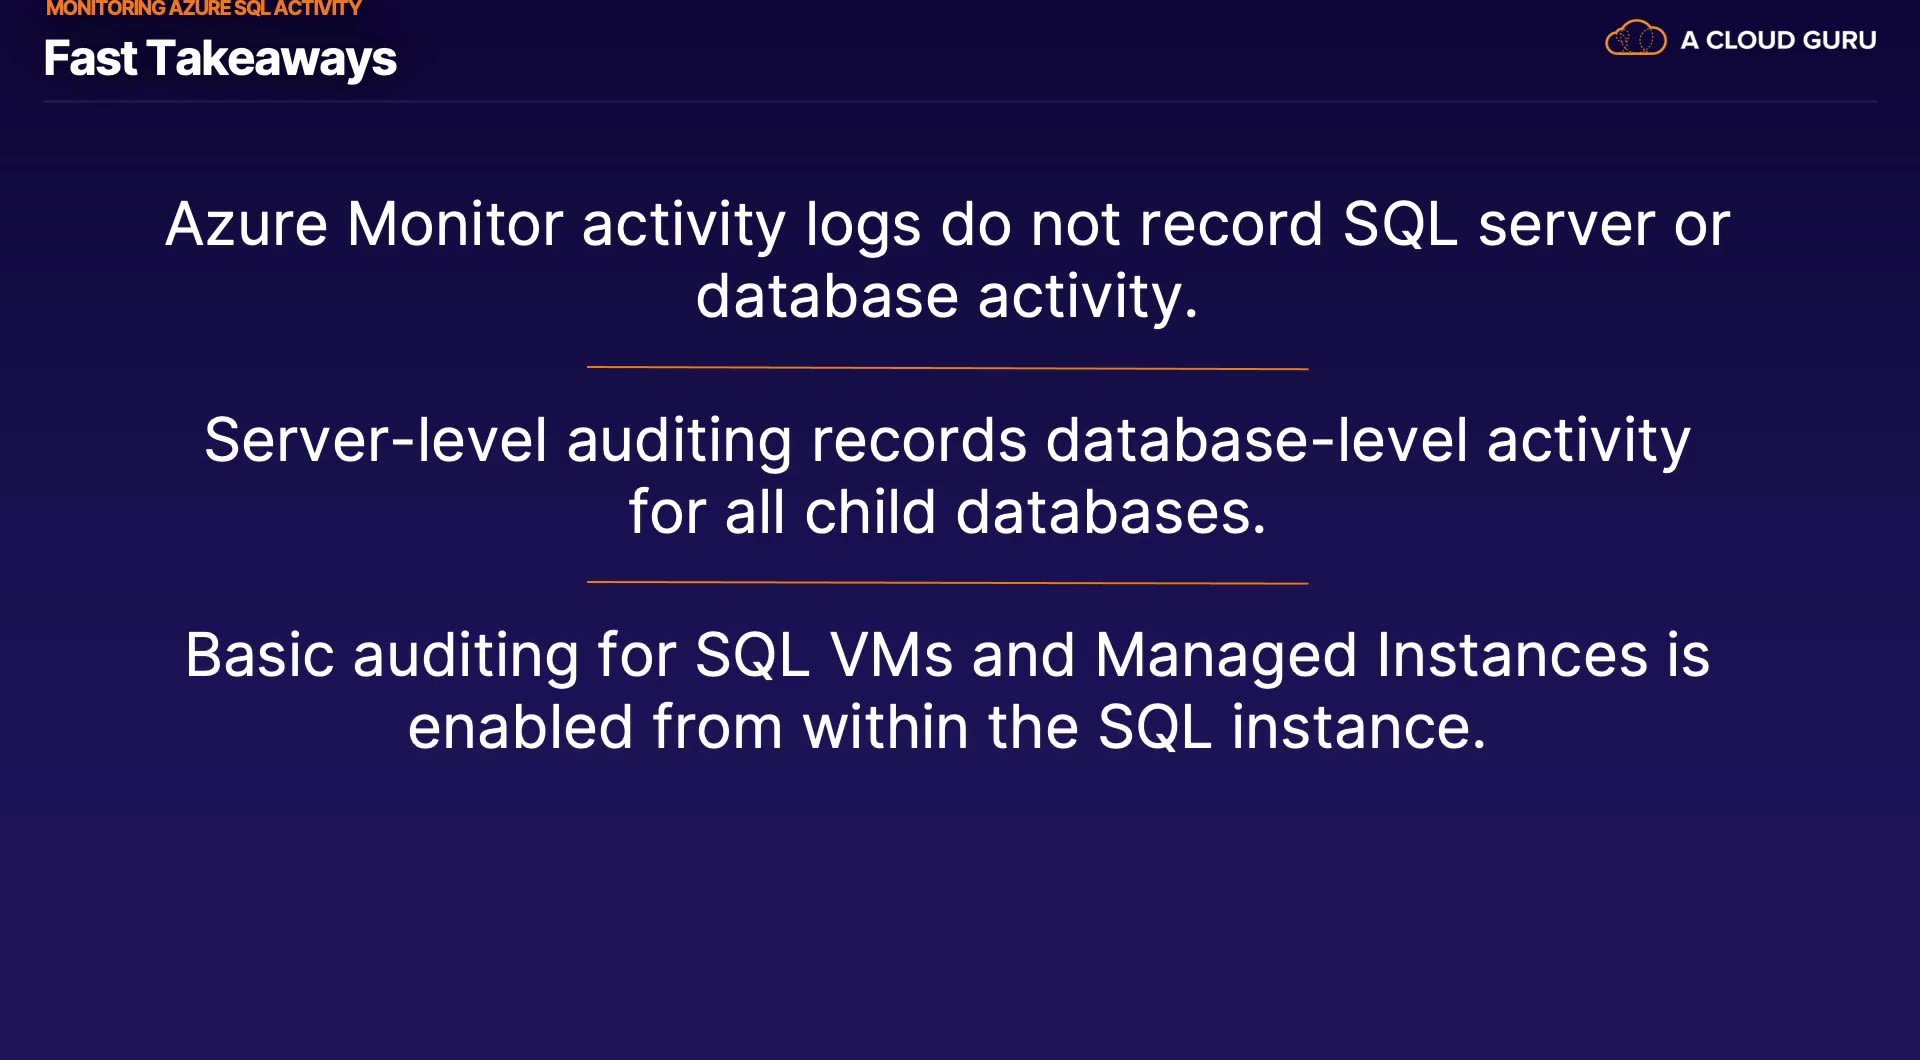 MONITORING AZURE SQL ACTIVITY
Fast Takeaways
A CLOUD GURU
Azure Monitor activity logs do not record SQL server or
database activity.
Server-level auditing records database-level activity
for all child databases.
Basic auditing for SQL VMs and Managed Instances is
enabled from within the SQL instance.